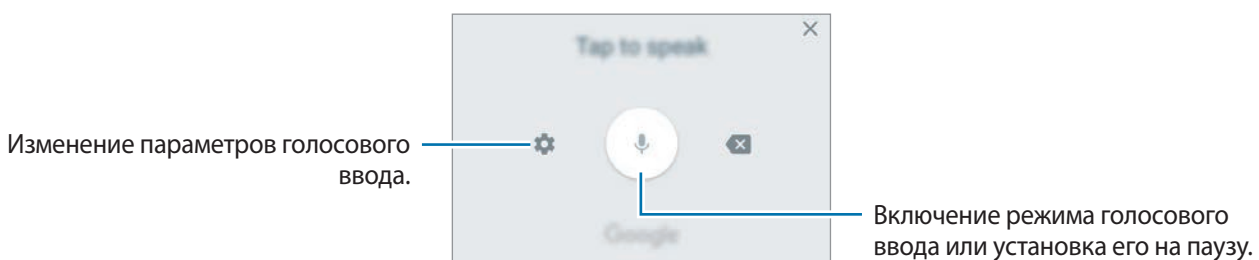 Tap to speak
Изменение параметров голосового
ввода.
Включение режима голосового
ввода или установка его на паузу.
Google